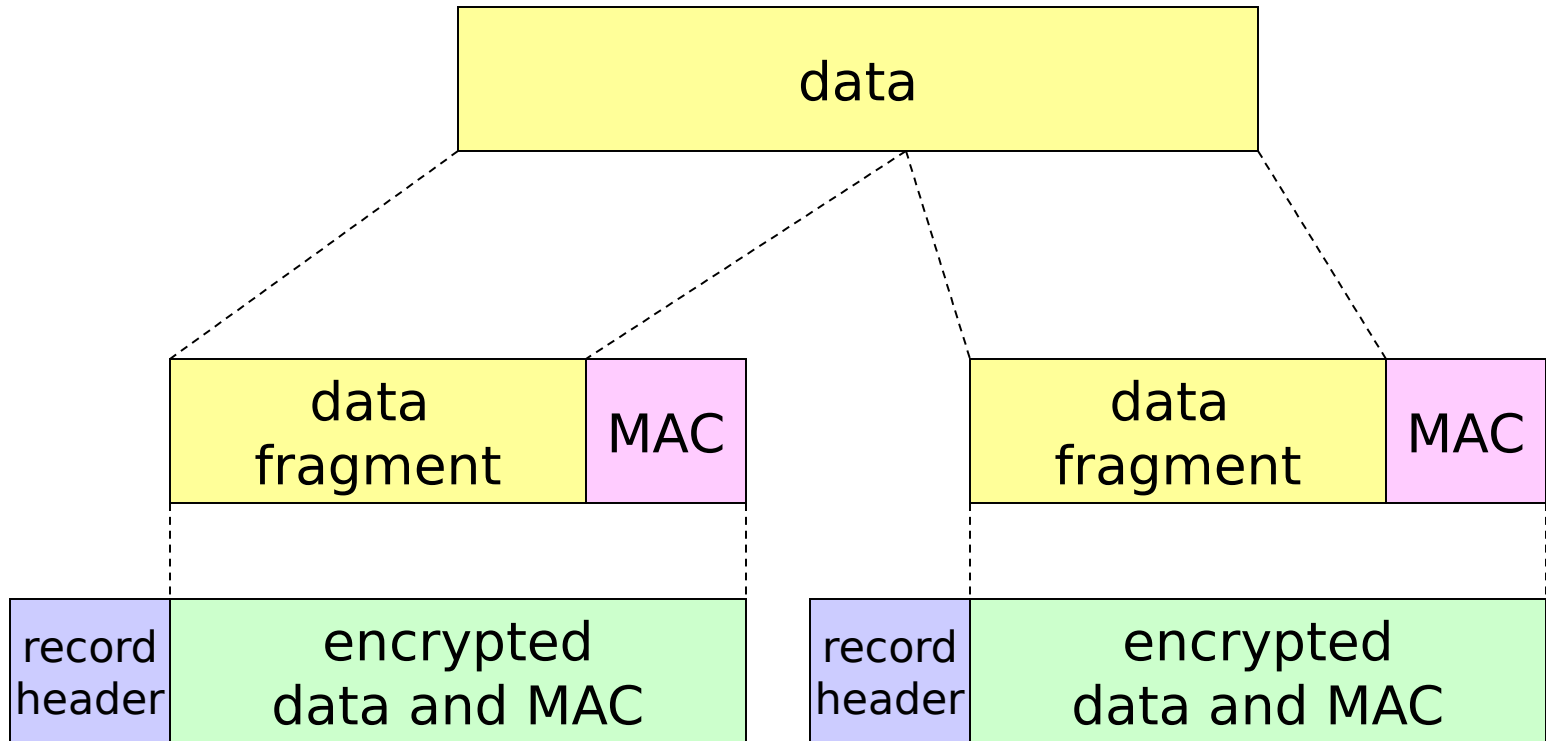 data
data
fragment
MAC
data
fragment
MAC
record
header
encrypted
data and MAC
record
header
encrypted
data and MAC